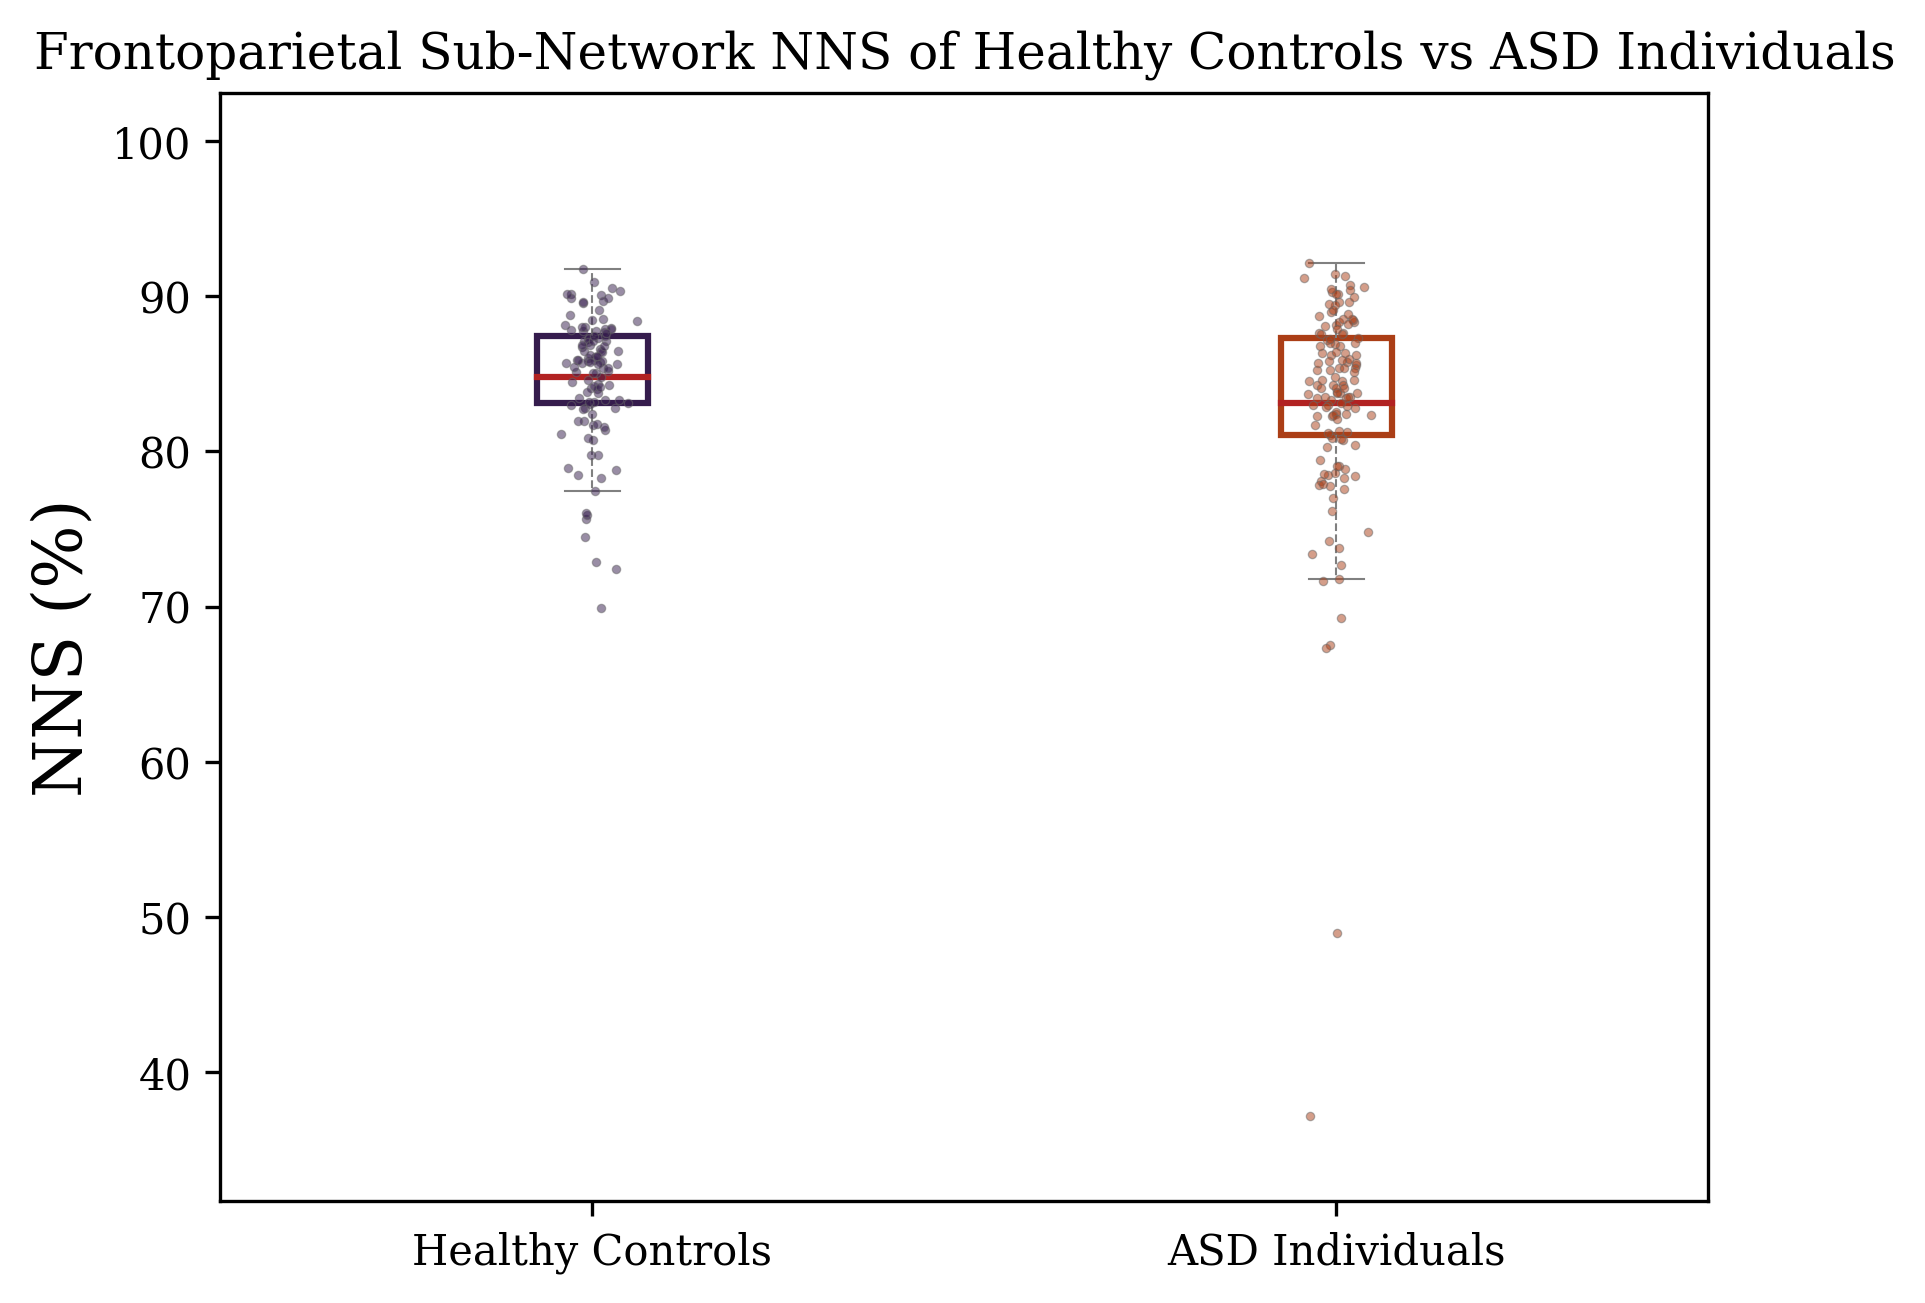 Frontoparietal Sub-Network NNS of Healthy Controls vs ASD Individuals
NNS (%)
100
90
80
70
60
50
40
Healthy Controls
ASD Individuals